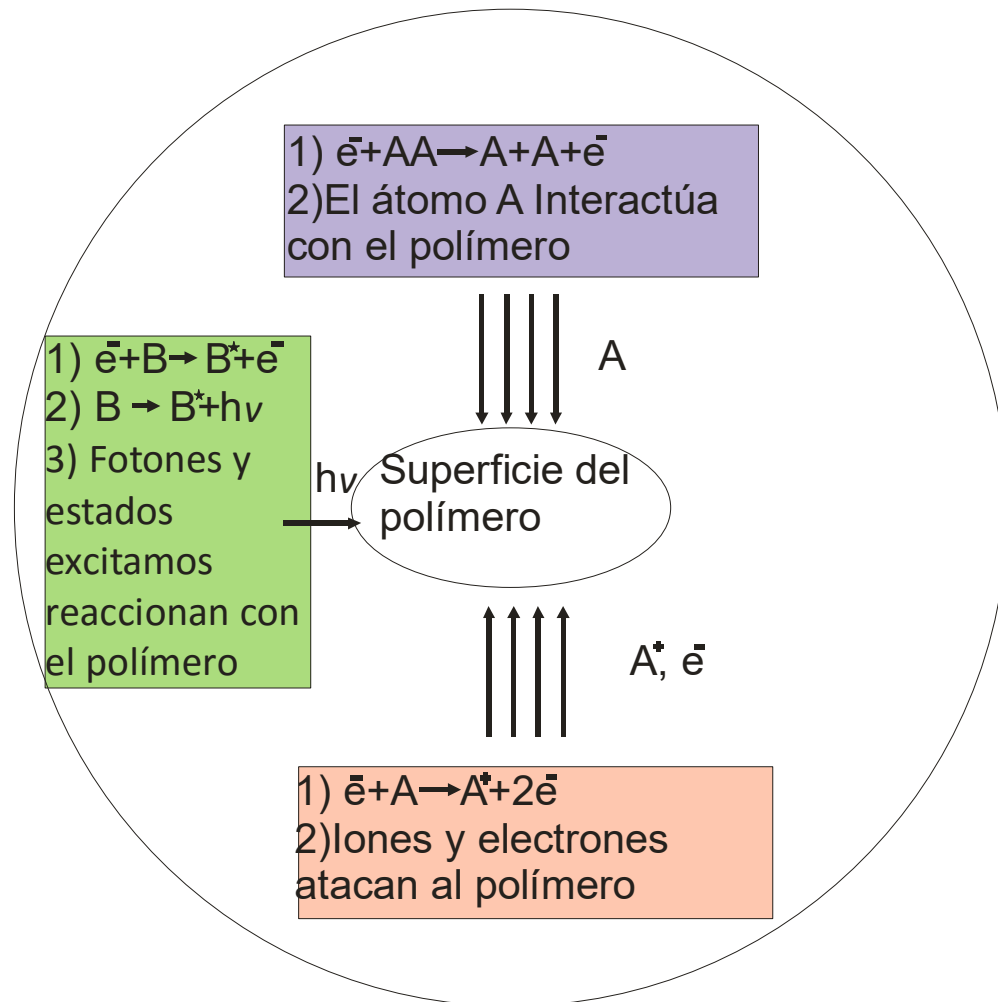 1) e⁻+AA→A+A+e⁻
2)El átomo A Interactúa
con el polímero
A
1) e⁻+B→ B*+e⁻
2) B → B*+hν
3) Fotones y
estados
excitamos
reaccionan con
el polímero
hν
Superficie del
polímero
A⁺, e⁻
1) e⁻+A→A⁺+2e⁻
2)Iones y electrones
atacan al polímero